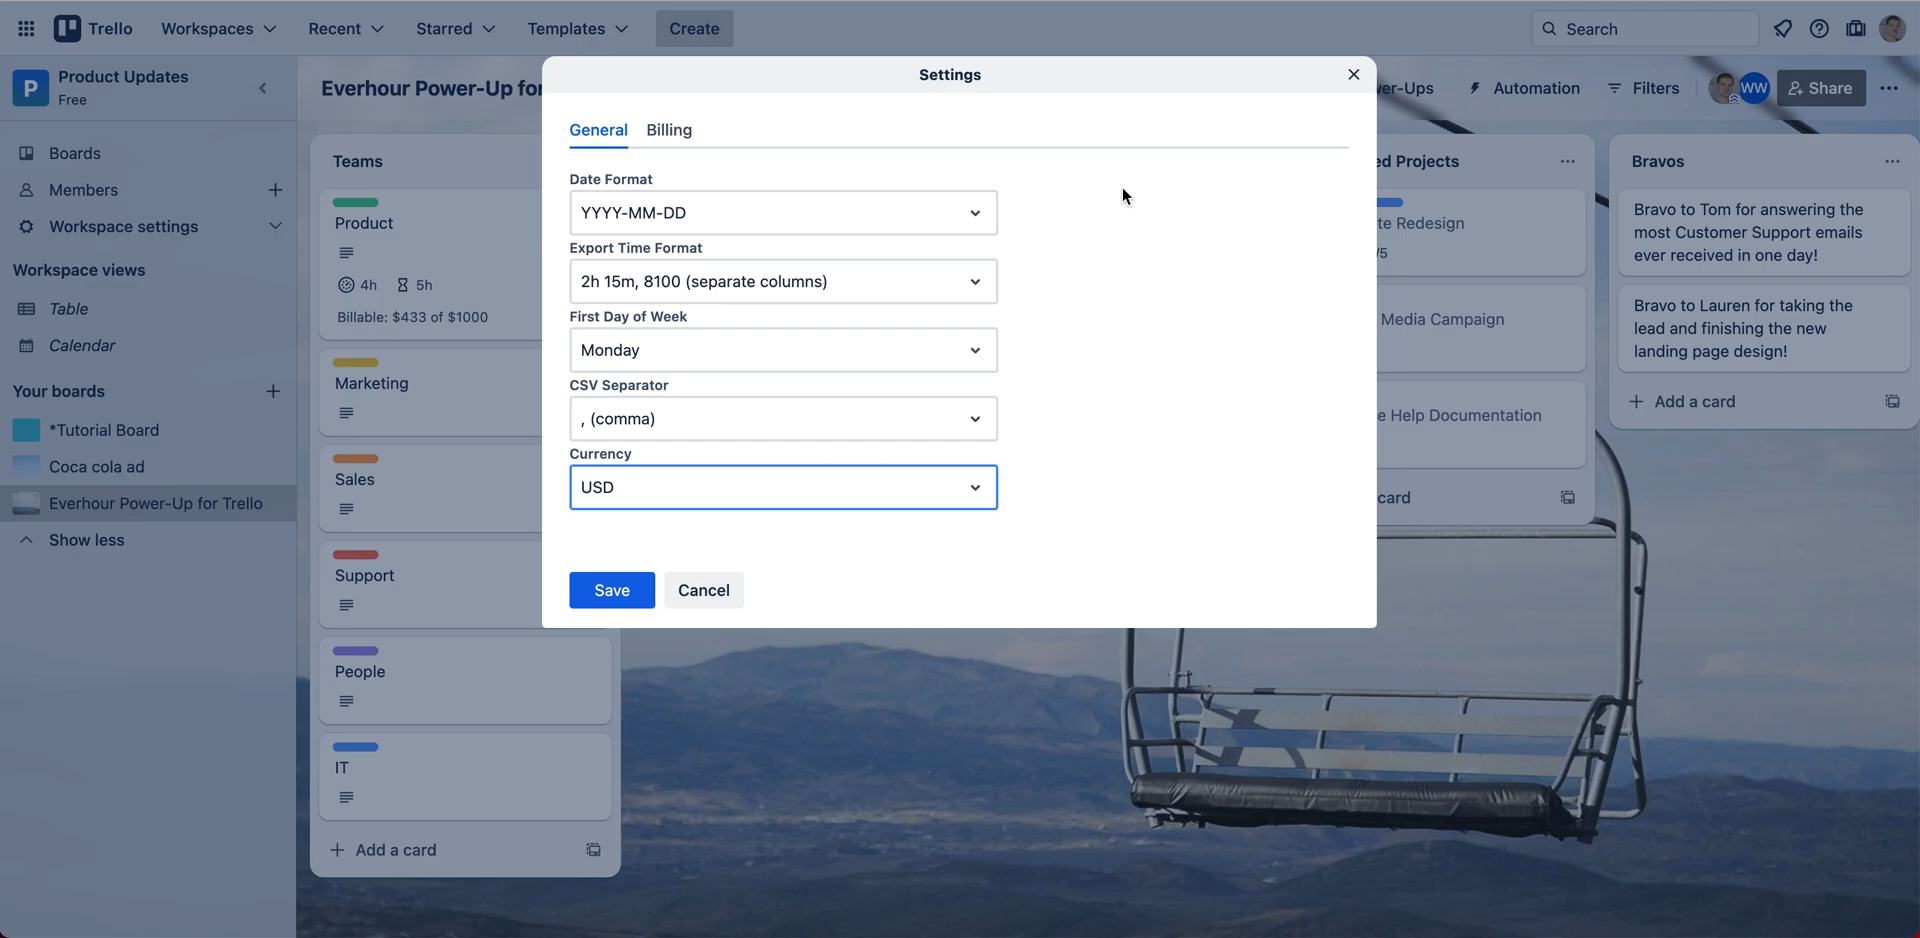 Trello
Workspaces
Recent
Starred
Templates
Create
Search
P
Product Updates
Free
Everhour Power-Up for
er-Ups
Automation
Filters
WW
Share
Boards
Members
Workspace settings
Workspace views
Table
Calendar
Your boards
*Tutorial Board
Coca cola ad
Everhour Power-Up for Trello
Show less
Teams
Product
4h
5h
Billable: $433 of $1000
Marketing
Sales
Support
People
IT
Add a card
Settings
General
Billing
Date Format
YYYY-MM-DD
Export Time Format
2h 15m, 8100 (separate columns)
First Day of Week
Monday
CSV Separator
, (comma)
Currency
USD
Save
Cancel
ed Projects
te Redesign
/5
Media Campaign
e Help Documentation
card
Bravos
Bravo to Tom for answering the
most Customer Support emails
ever received in one day!
Bravo to Lauren for taking the
lead and finishing the new
landing page design!
Add a card